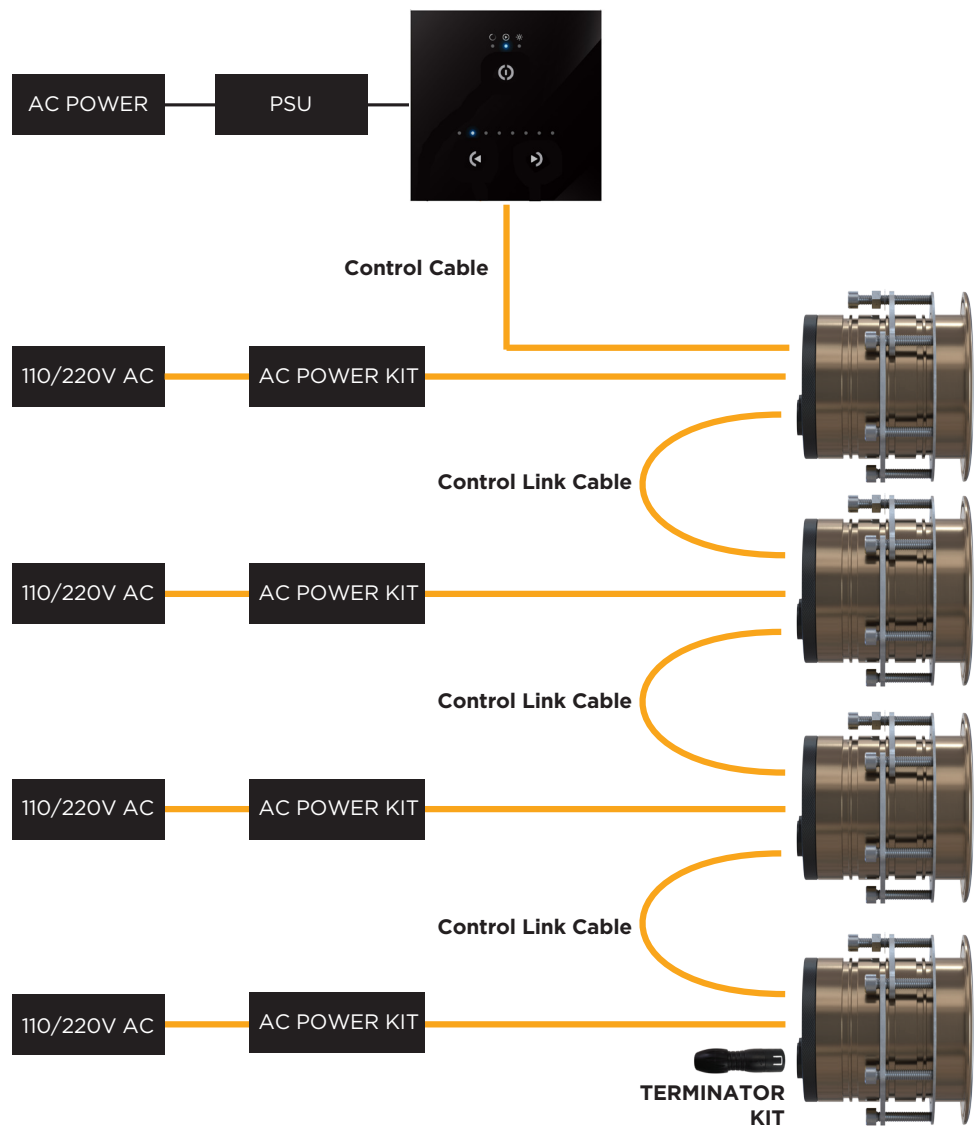 AC POWER
PSU
Control Cable
110/220V AC
AC POWER KIT
Control Link Cable
110/220V AC
AC POWER KIT
Control Link Cable
110/220V AC
AC POWER KIT
Control Link Cable
110/220V AC
AC POWER KIT
TERMINATOR
KIT